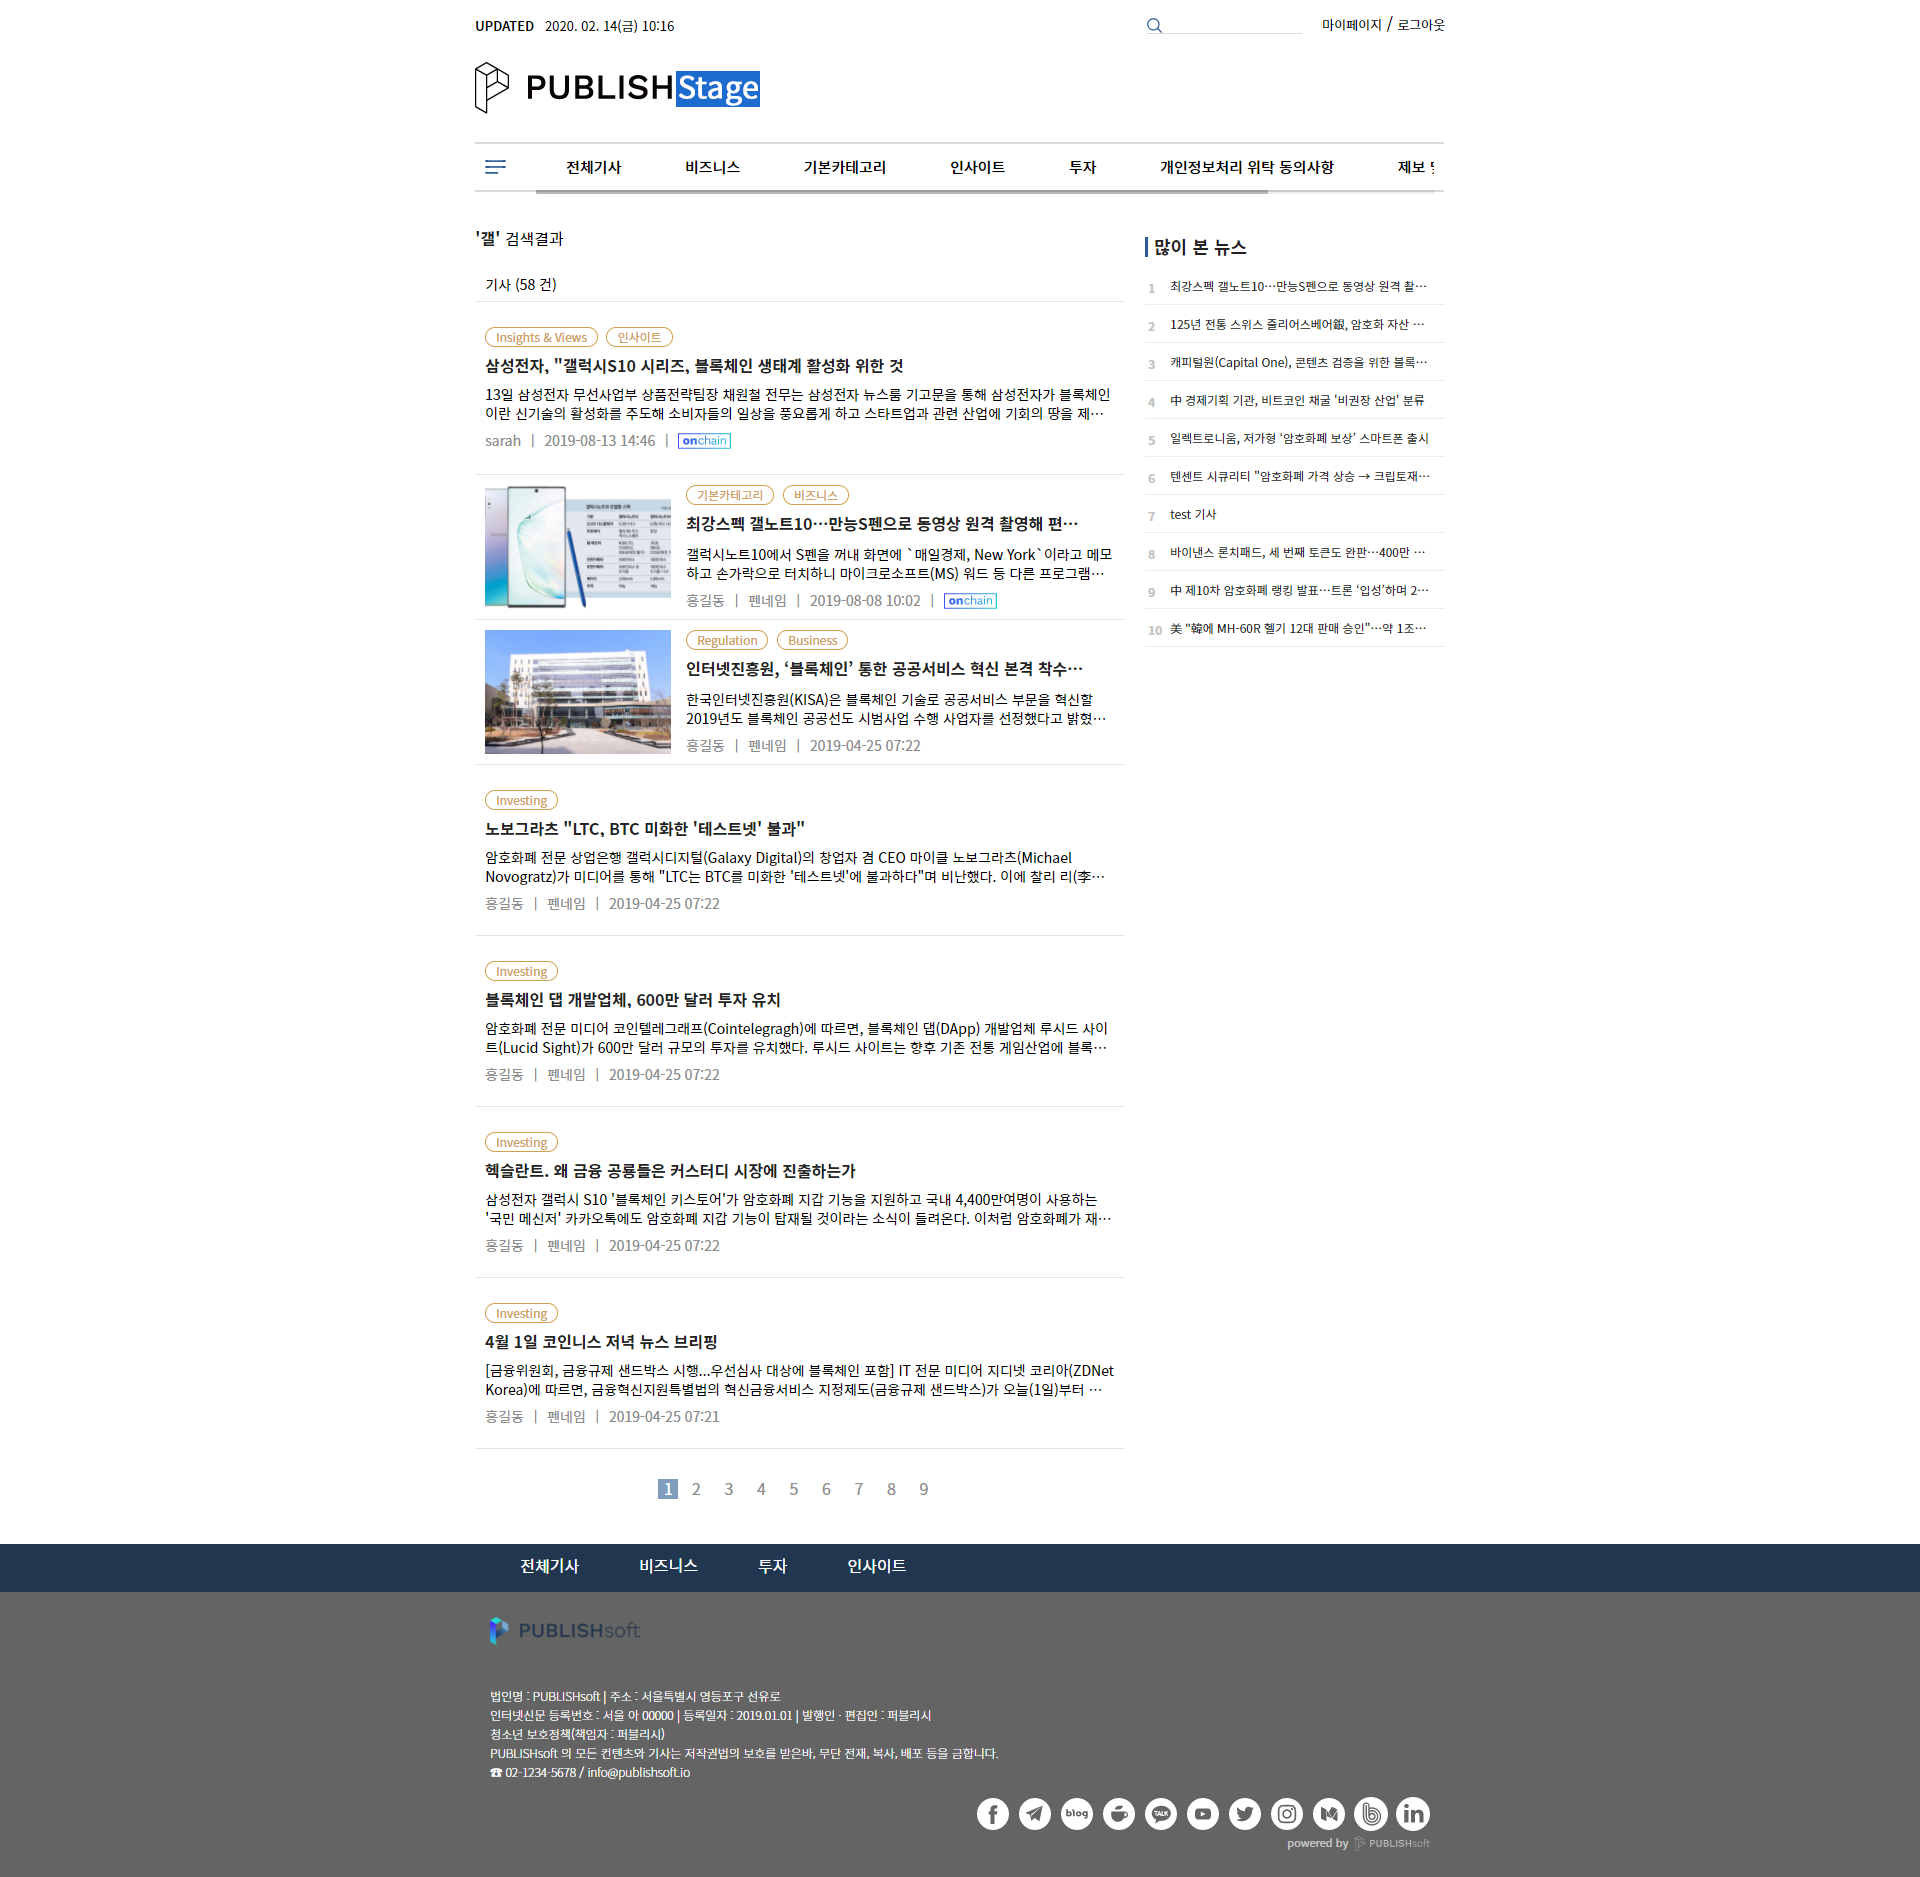 UPDATED 2020. 02. 14(금) 10:16
마이페이지 / 로그아웃
PUBLISHStage
전체기사 비즈니스 기본카테고리 인사이트 투자 개인정보처리 위탁 동의사항 제보
'갤' 검색결과
기사 (58 건)
Insights & Views 인사이트
삼성전자, "갤럭시S10 시리즈, 블록체인 생태계 활성화 위한 것
13일 삼성전자 무선사업부 상품전략팀장 채원철 전무는 삼성전자 뉴스룸 기고문을 통해 삼성전자가 블록체인
이란 신기술의 활성화를 주도해 소비자들의 일상을 풍요롭게 하고 스타트업과 관련 산업에 기회의 땅을 제…
sarah | 2019-08-13 14:46 | onchain
기본카테고리 비즈니스
최강스펙 갤노트10…만능S펜으로 동영상 원격 촬영해 편…
갤럭시노트10에서 S펜을 꺼내 화면에 `매일경제, New York`이라고 메모
하고 손가락으로 터치하니 마이크로소프트(MS) 워드 등 다른 프로그램…
홍길동 | 펜네임 | 2019-08-08 10:02 | onchain
Regulation Business
인터넷진흥원, ‘블록체인’ 통한 공공서비스 혁신 본격 착수…
한국인터넷진흥원(KISA)은 블록체인 기술로 공공서비스 부문을 혁신할
2019년도 블록체인 공공선도 시범사업 수행 사업자를 선정했다고 밝혔…
홍길동 | 펜네임 | 2019-04-25 07:22
Investing
노보그라츠 "LTC, BTC 미화한 '테스트넷' 불과"
암호화폐 전문 상업은행 갤럭시디지털(Galaxy Digital)의 창업자 겸 CEO 마이클 노보그라츠(Michael
Novogratz)가 미디어를 통해 "LTC는 BTC를 미화한 '테스트넷'에 불과하다"며 비난했다. 이에 찰리 리(李…
홍길동 | 펜네임 | 2019-04-25 07:22
Investing
블록체인 댑 개발업체, 600만 달러 투자 유치
암호화폐 전문 미디어 코인텔레그래프(Cointelegragh)에 따르면, 블록체인 댑(DApp) 개발업체 루시드 사이
트(Lucid Sight)가 600만 달러 규모의 투자를 유치했다. 루시드 사이트는 향후 기존 전통 게임산업에 블록…
홍길동 | 펜네임 | 2019-04-25 07:22
Investing
헥슬란트. 왜 금융 공룡들은 커스터디 시장에 진출하는가
삼성전자 갤럭시 S10 '블록체인 키스토어'가 암호화폐 지갑 기능을 지원하고 국내 4,400만여명이 사용하는
'국민 메신저' 카카오톡에도 암호화폐 지갑 기능이 탑재될 것이라는 소식이 들려온다. 이처럼 암호화폐가 재…
홍길동 | 펜네임 | 2019-04-25 07:22
Investing
4월 1일 코인니스 저녁 뉴스 브리핑
[금융위원회, 금융규제 샌드박스 시행...우선심사 대상에 블록체인 포함] IT 전문 미디어 지디넷 코리아(ZDNet
Korea)에 따르면, 금융혁신지원특별법의 혁신금융서비스 지정제도(금융규제 샌드박스)가 오늘(1일)부터 …
홍길동 | 펜네임 | 2019-04-25 07:21
1 2 3 4 5 6 7 8 9
많이 본 뉴스
1 최강스펙 갤노트10…만능S펜으로 동영상 원격 촬…
2 125년 전통 스위스 줄리어스베어銀, 암호화 자산 …
3 캐피털원(Capital One), 콘텐츠 검증을 위한 블록…
4 中 경제기획 기관, 비트코인 채굴 '비권장 산업' 분류
5 일렉트로니움, 저가형 ‘암호화폐 보상’ 스마트폰 출시
6 텐센트 시큐리티 "암호화폐 가격 상승 → 크립토재…
7 test 기사
8 바이낸스 론치패드, 세 번째 토큰도 완판…400만 …
9 中 제10차 암호화폐 랭킹 발표…트론 ‘입성’하며 2…
10 美 "韓에 MH-60R 헬기 12대 판매 승인"…약 1조…
전체기사 비즈니스 투자 인사이트
PUBLISHsoft
법인명 : PUBLISHsoft | 주소 : 서울특별시 영등포구 선유로
인터넷신문 등록번호 : 서울 아 00000 | 등록일자 : 2019.01.01 | 발행인 · 편집인 : 퍼블리시
청소년 보호정책(책임자 : 퍼블리시)
PUBLISHsoft 의 모든 컨텐츠와 기사는 저작권법의 보호를 받은바, 무단 전재, 복사, 배포 등을 금합니다.
☎ 02-1234-5678 / info@publishsoft.io
blog TALK in
powered by PUBLISHsoft